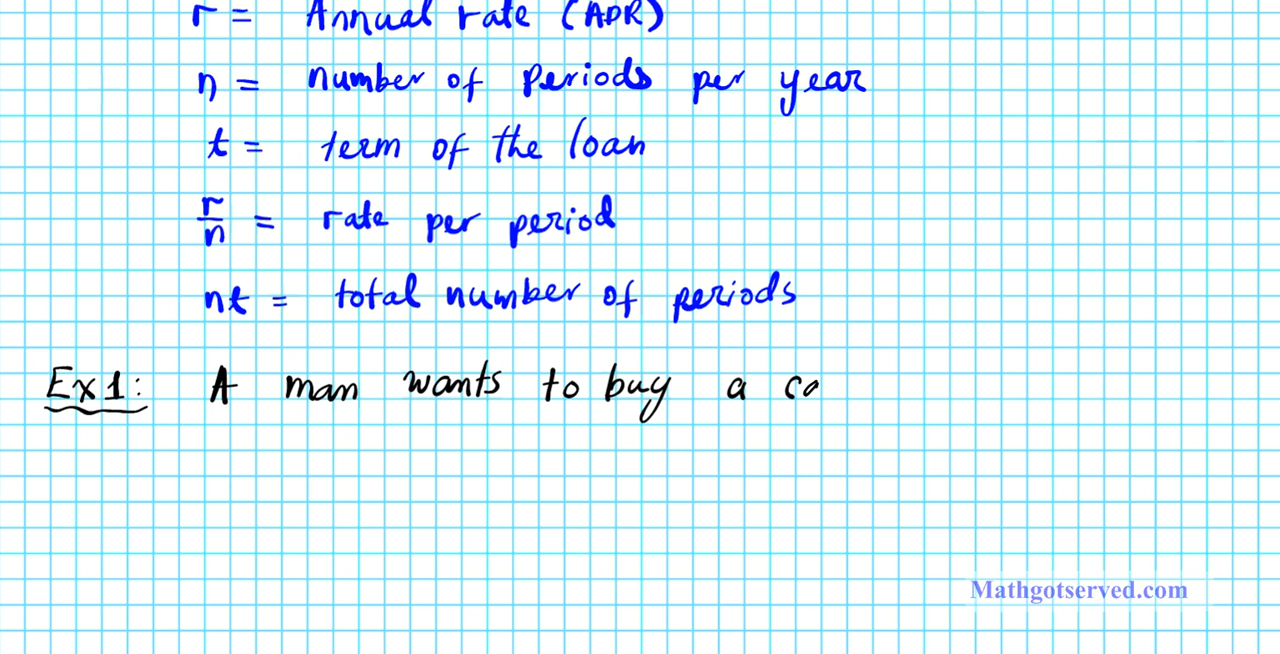 r = Annual rate (APR)
n = number of periods per year
t = term of the loan
r/n = rate per period
nt = total number of periods
Ex1: A man wants to buy a ca
Mathgotserved.com